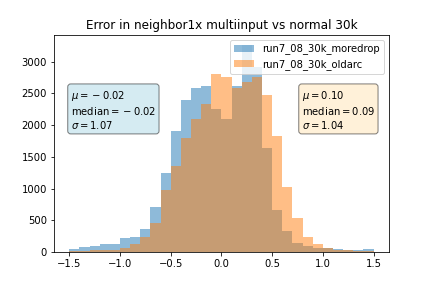 Error in neighbor1x multiinput vs normal 30k
run7_08_30k_moredrop
run7_08_30k_oldarc
μ = −0.02
median = −0.02
σ = 1.07
μ = 0.10
median = 0.09
σ = 1.04
3000
2500
2000
1500
1000
500
0
−1.5 −1.0 −0.5 0.0 0.5 1.0 1.5